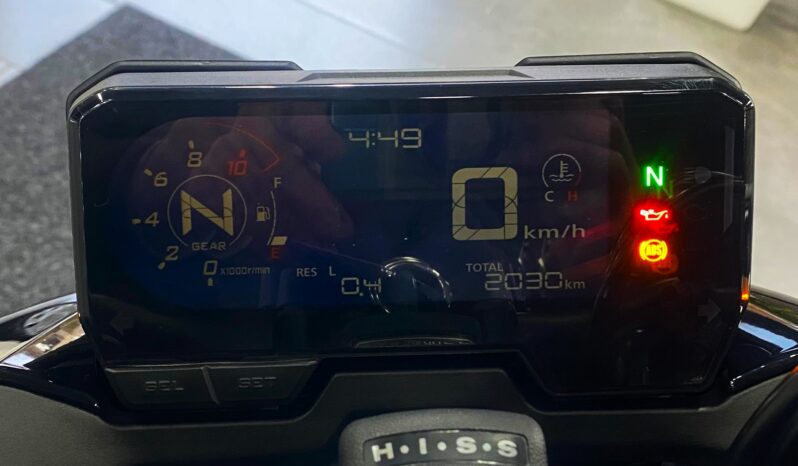 4:49
8
10
6
4
2
N
GEAR
0 x1000r/min
F
E
0 km/h
C H
RES L 0.4
TOTAL 2030 km
N
ABS
SEL SET
H·I·S·S